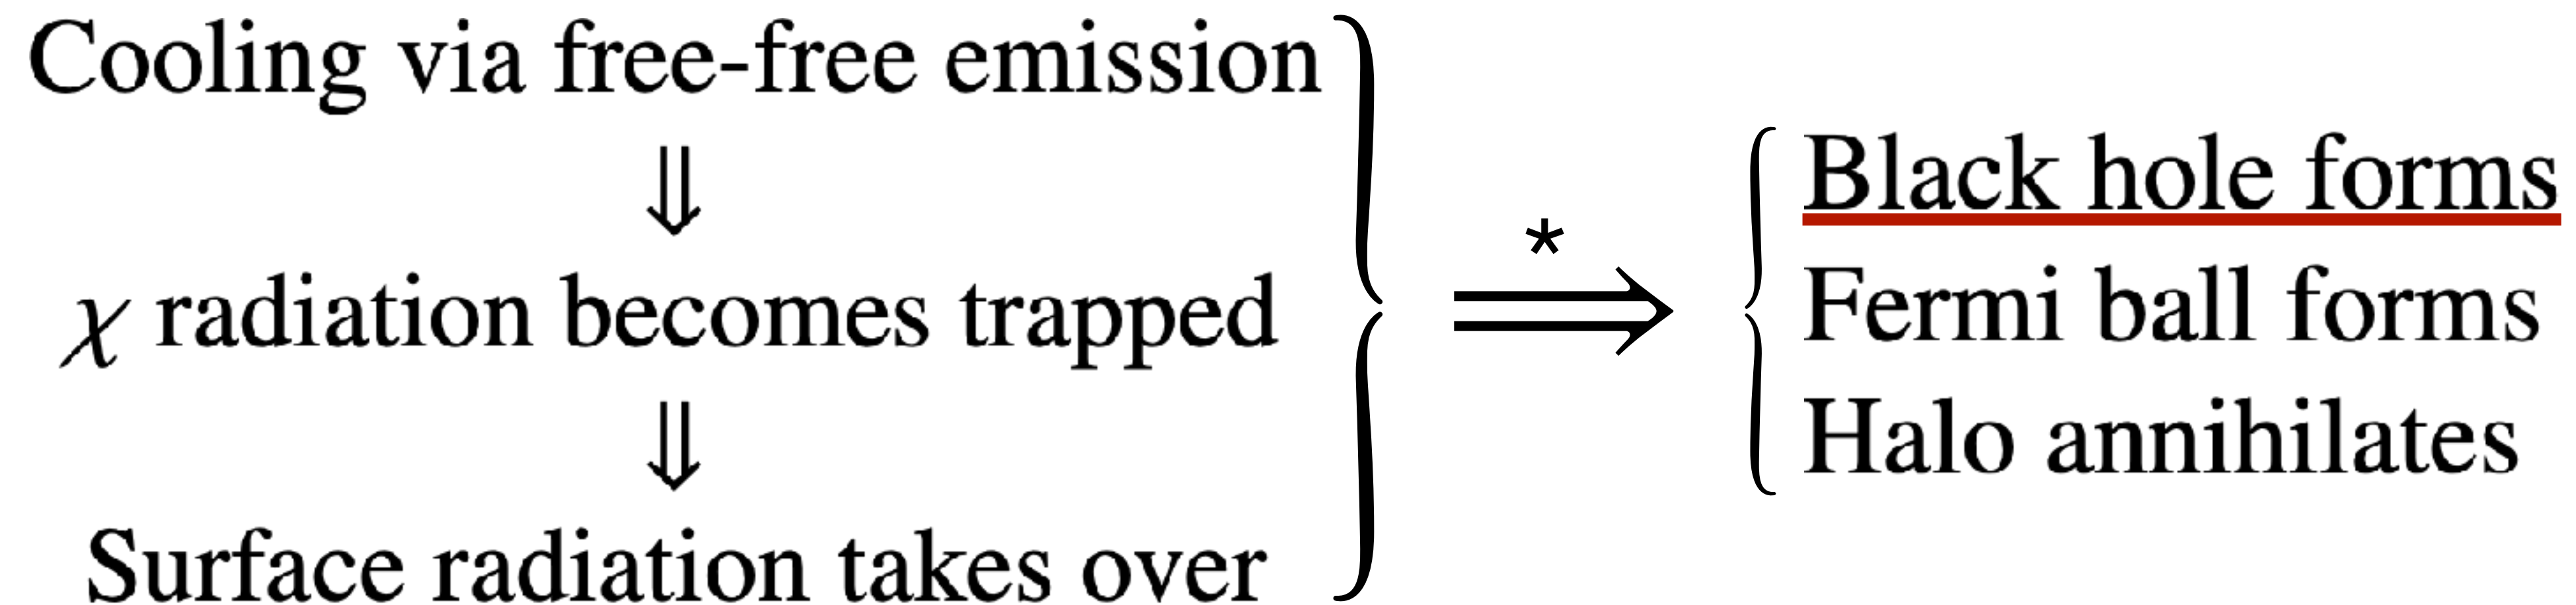 Cooling via free-free emission
⇓
χ radiation becomes trapped
⇓
Surface radiation takes over
*
⟹
Black hole forms
Fermi ball forms
Halo annihilates